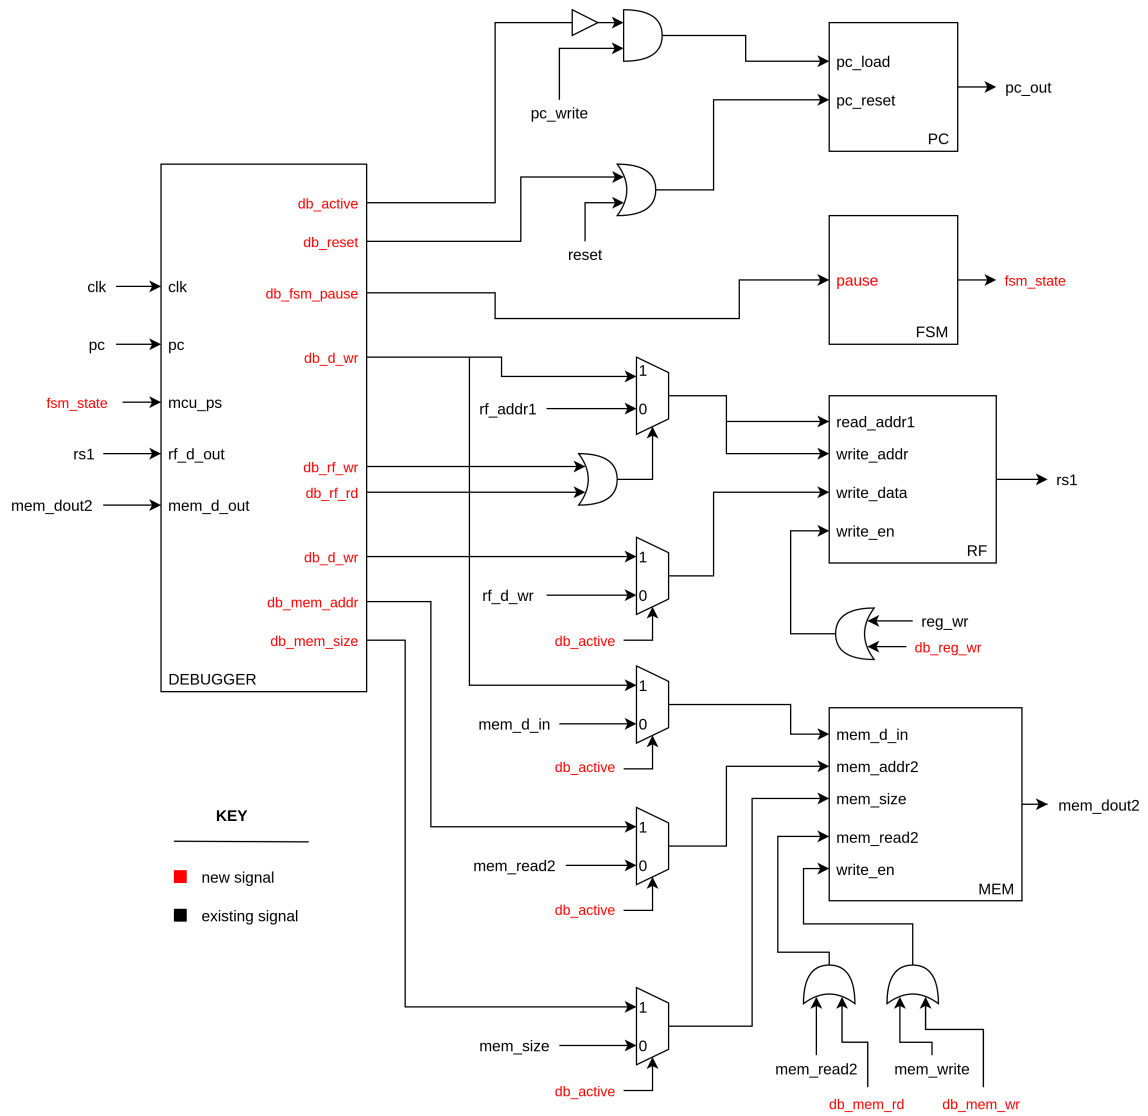 pc_write
pc_load
pc_reset
PC
pc_out
reset
pause
FSM
fsm_state
clk
pc
fsm_state
rs1
mem_dout2
clk
pc
mcu_ps
rf_d_out
mem_d_out
db_active
db_reset
db_fsm_pause
db_d_wr
db_rf_wr
db_rf_rd
db_d_wr
db_mem_addr
db_mem_size
DEBUGGER
1
rf_addr1
0
1
rf_d_wr
0
db_active
read_addr1
write_addr
write_data
write_en
RF
rs1
reg_wr
db_reg_wr
1
mem_d_in
0
db_active
1
mem_read2
0
db_active
1
mem_size
0
db_active
mem_d_in
mem_addr2
mem_size
mem_read2
write_en
MEM
mem_dout2
mem_read2
mem_write
db_mem_rd
db_mem_wr
KEY
new signal
existing signal